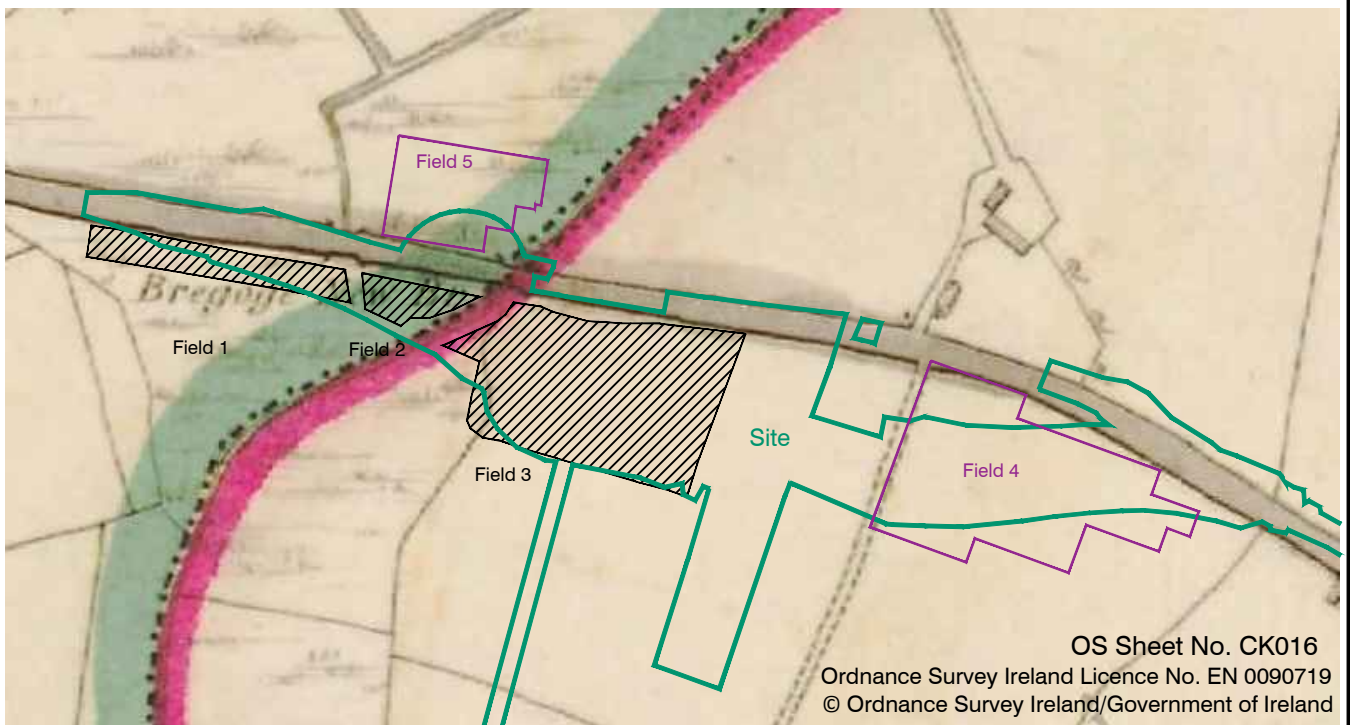 Field 5
Field 1
Field 2
Field 3
Site
Field 4
OS Sheet No. CK016
Ordnance Survey Ireland Licence No. EN 0090719
© Ordnance Survey Ireland/Government of Ireland